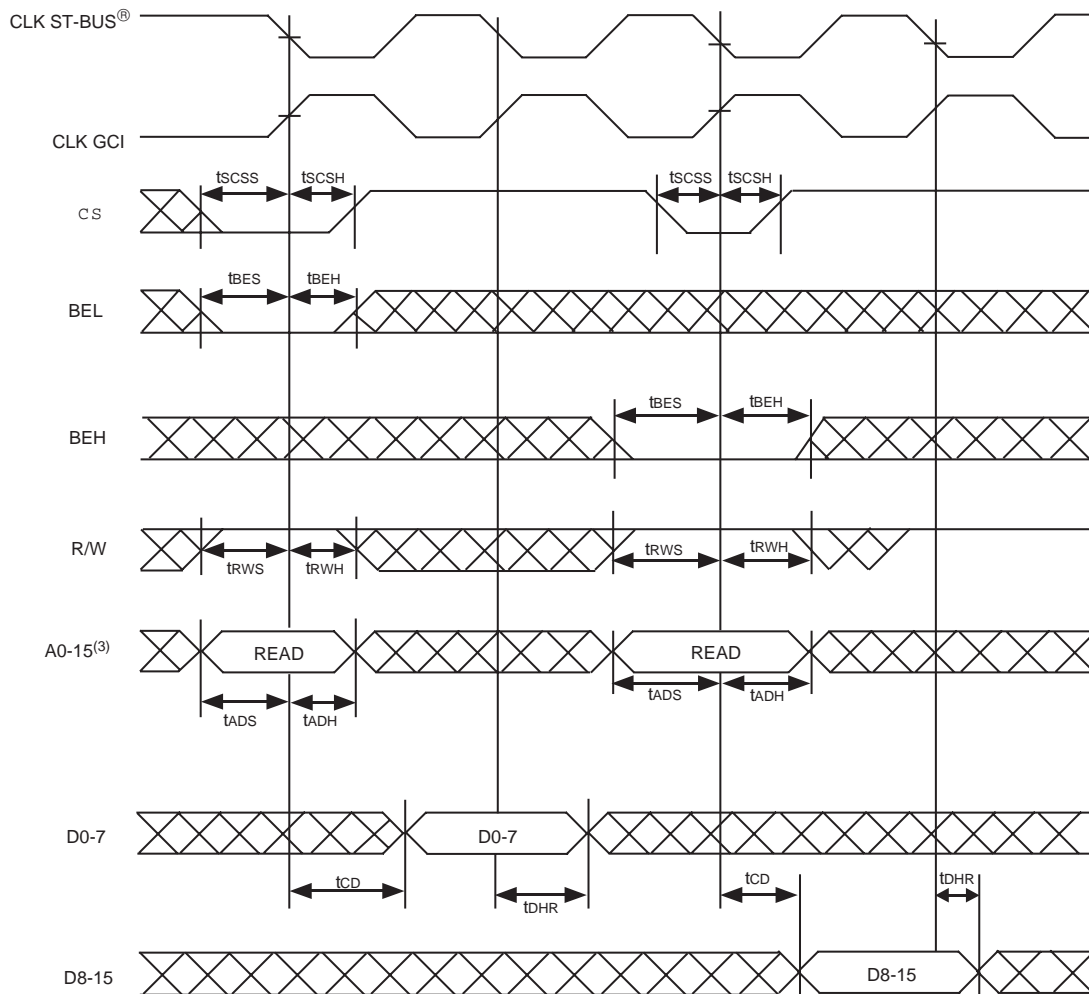 CLK ST-BUS®
CLK GCI
tSCSS tSCSH tSCSS tSCSH
CS
tBES tBEH
BEL
tBES tBEH
BEH
R/W
tRWS tRWH tRWS tRWH
A0-15(3) READ READ
tADS tADH tADS tADH
D0-7 D0-7
tCD tDHR tCD tDHR
D8-15 D8-15